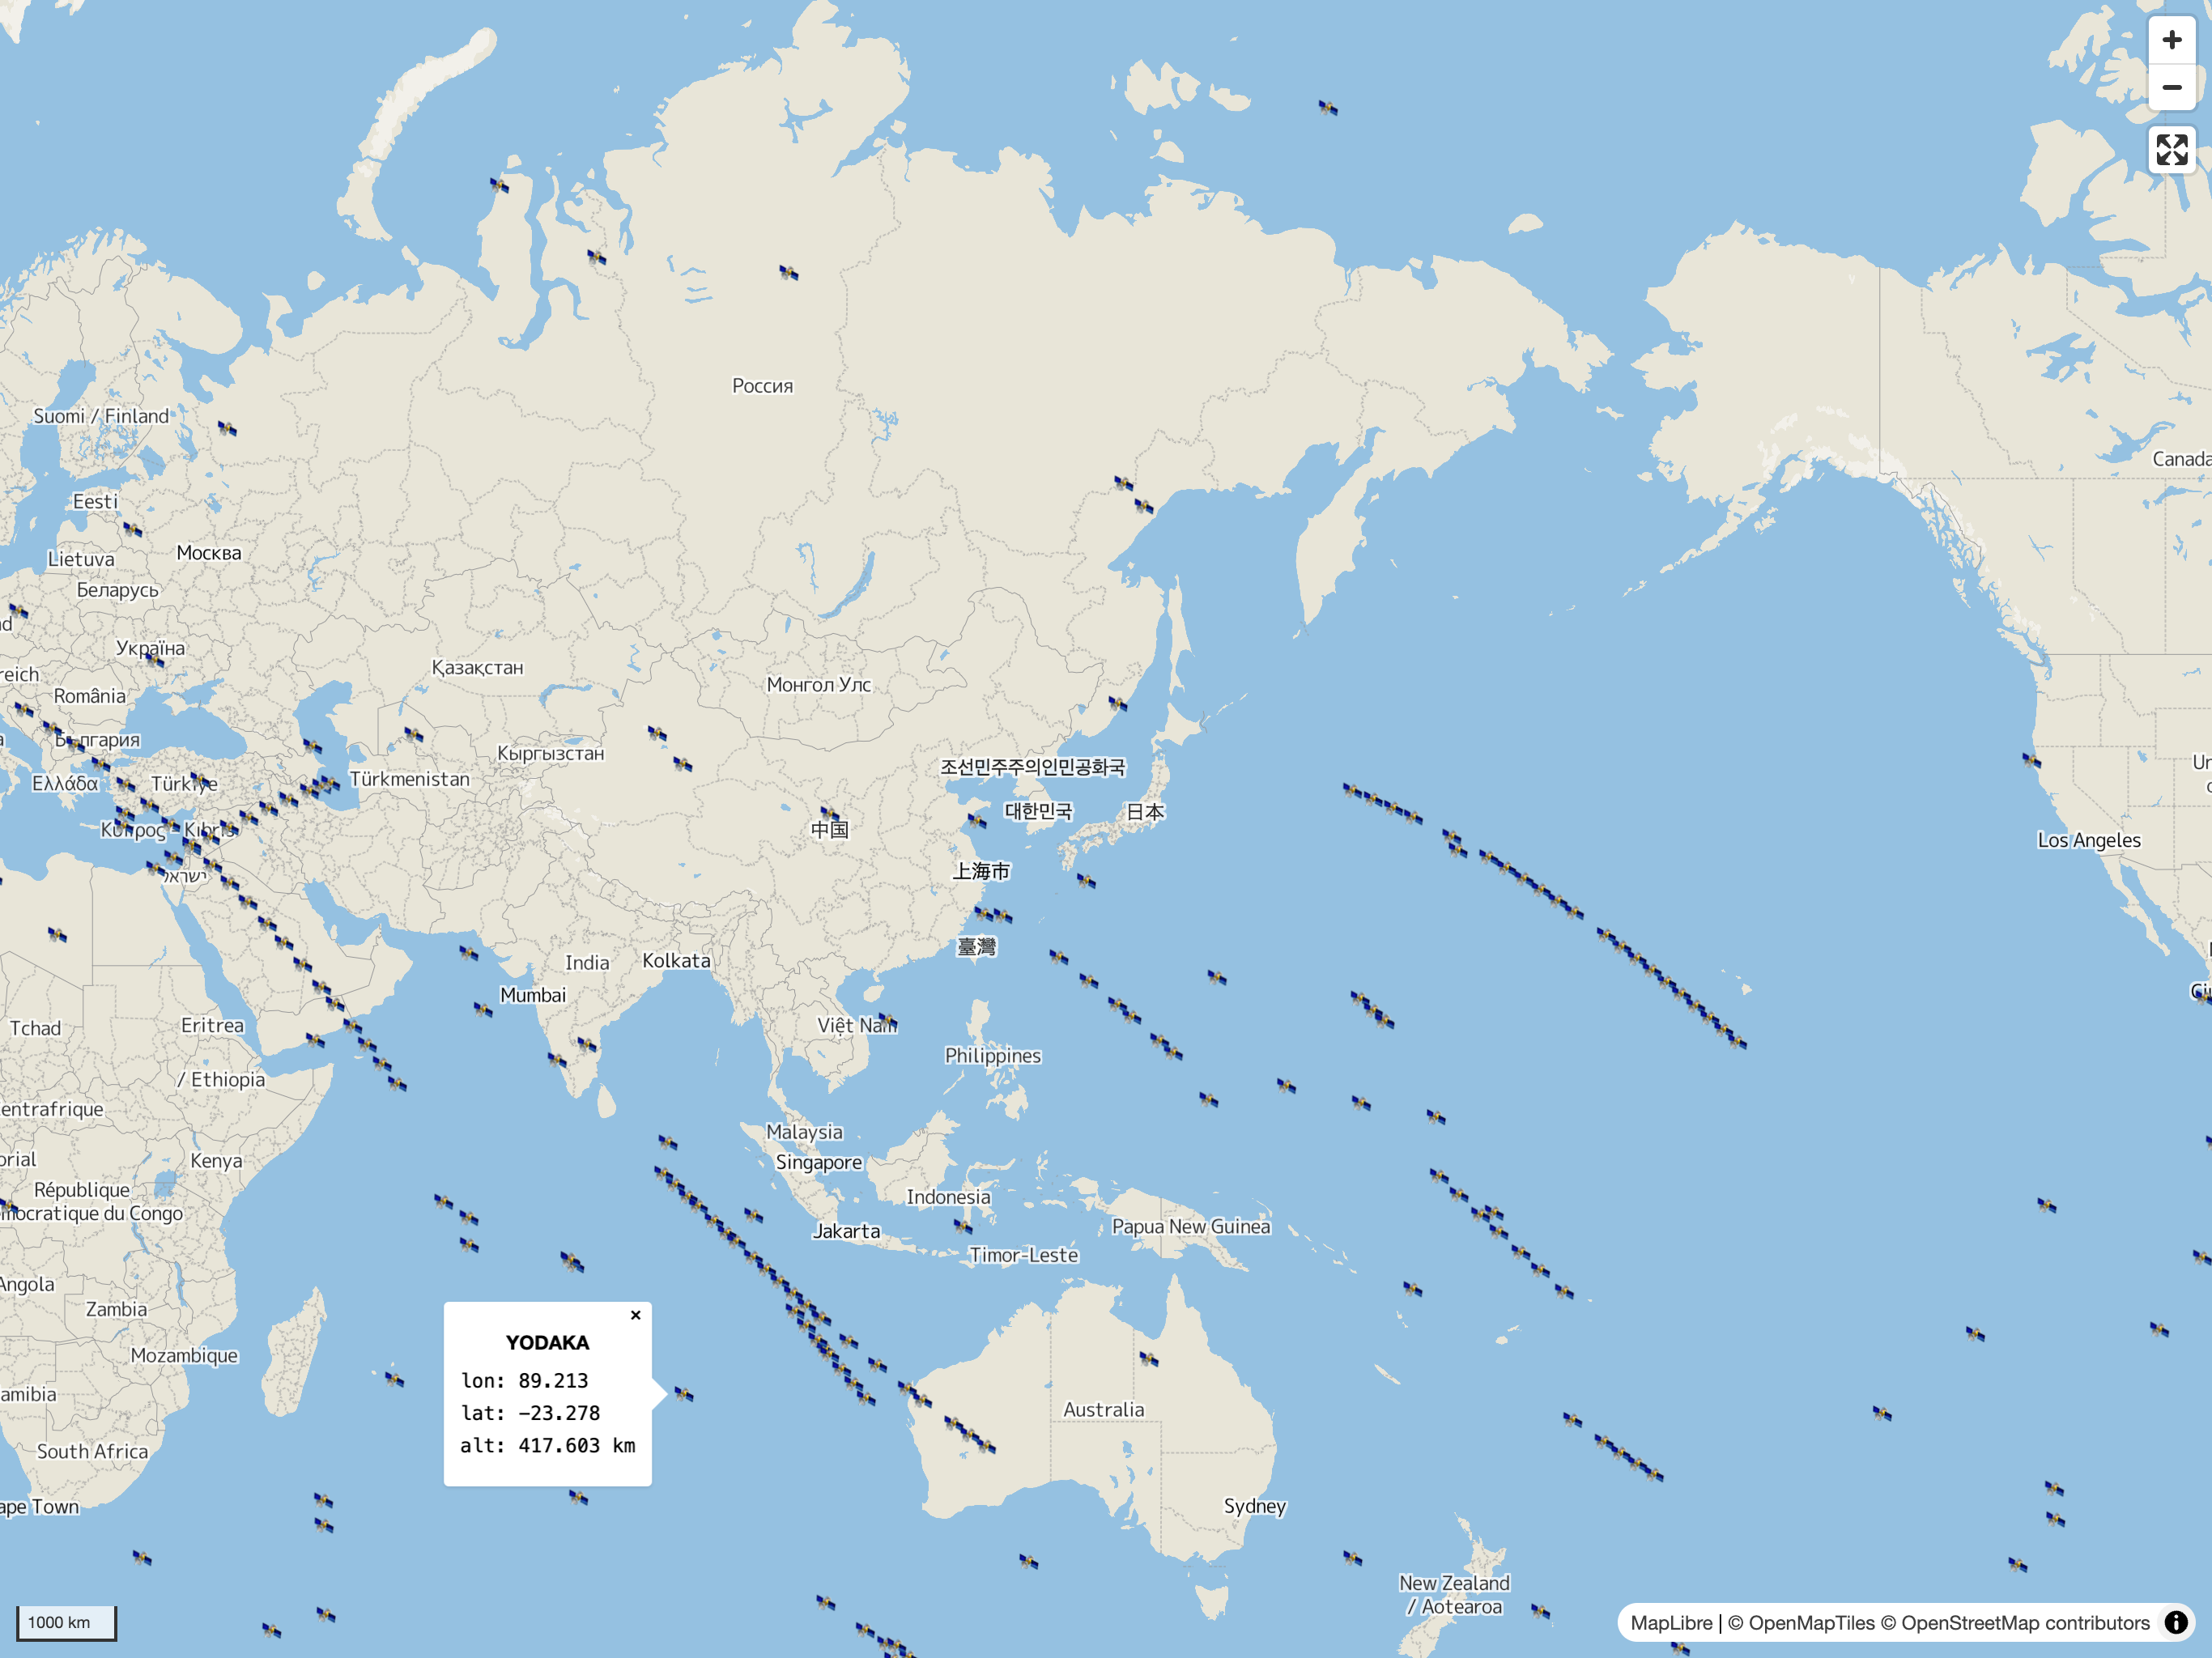 Россия
Suomi / Finland
Canada
Eesti
Москва
Lietuva
Беларусь
Україна
reich
Қазақстан
Монгол Улс
România
Кыргызстан
Türkmenistan
조선민주주의인민공화국
Ελλάδα
Türkiye
中国
대한민국
日本
Los Angeles
上海市
ישראל
臺灣
India
Kolkata
Mumbai
Tchad
Eritrea
Việt Nam
Philippines
/ Ethiopia
entrafrique
Malaysia
Kenya
Singapore
République
mocratique du Congo
Indonesia
Jakarta
Papua New Guinea
Timor-Leste
Angola
Zambia
Mozambique
amibia
Australia
South Africa
ape Town
Sydney
New Zealand
/ Aotearoa
×
YODAKA
lon: 89.213
lat: -23.278
alt: 417.603 km
1000 km
MapLibre | © OpenMapTiles © OpenStreetMap contributors